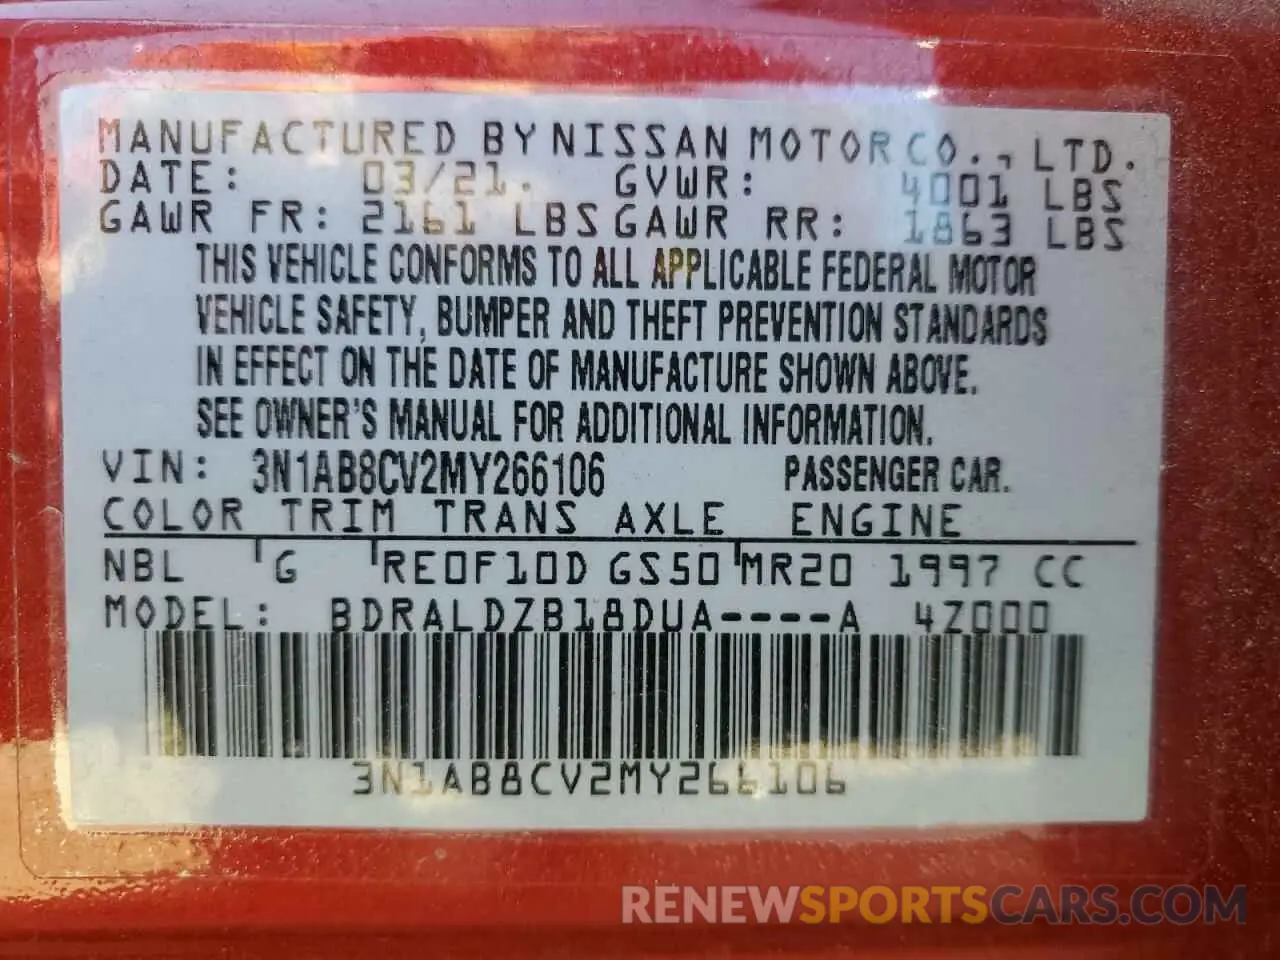 MANUFACTURED BY NISSAN MOTOR CO., LTD.
DATE: 03/21. GVWR: 4001 LBS
GAWR FR: 2161 LBS GAWR RR: 1863 LBS
THIS VEHICLE CONFORMS TO ALL APPLICABLE FEDERAL MOTOR
VEHICLE SAFETY, BUMPER AND THEFT PREVENTION STANDARDS
IN EFFECT ON THE DATE OF MANUFACTURE SHOWN ABOVE.
SEE OWNER'S MANUAL FOR ADDITIONAL INFORMATION.
VIN: 3N1AB8CV2MY266106 PASSENGER CAR.
COLOR TRIM TRANS AXLE ENGINE
NBL G RE0F10D GS50 MR20 1997 CC
MODEL: BDRALDZB18DUA----A 4Z000
3N1AB8CV2MY266106
RENEWSPORTSCARS.COM